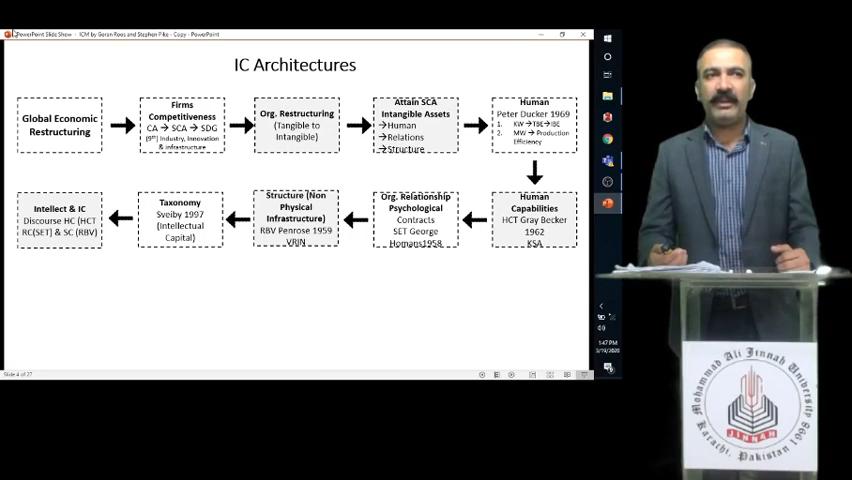 PowerPoint Slide Show - ICM by Goran Roos and Stephen Pike - Copy - PowerPoint
IC Architectures
Global Economic
Restructuring
Firms
Competitiveness
CA → SCA → SDG
(9th) Industry, Innovation
& infrastructure
Org. Restructuring
(Tangible to
Intangible)
Attain SCA
Intangible Assets
→Human
→Relations
→Structure
Human
Peter Ducker 1969
1. KW →TBE→IBE
2. MW→ Production
Efficiency
Intellect & IC
Discourse HC (HCT
RC(SET) & SC (RBV)
Taxonomy
Sveiby 1997
(Intellectual
Capital)
Structure (Non
Physical
Infrastructure)
RBV Penrose 1959
VRIN
Org. Relationship
Psychological
Contracts
SET George
Homans1958
Human
Capabilities
HCT Gray Becker
1962
KSA
Slide 4 of 27
1:47 PM
3/19/2020
Mohammad Ali Jinnah University
JINNAH
Karachi, Pakistan 1998